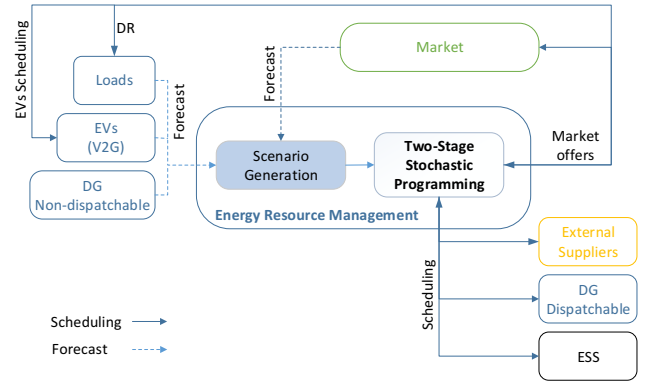 DR
EVs Scheduling
Market
Loads
Forecast
Forecast
EVs
(V2G)
Market
offers
Scenario
Generation
Two-Stage
Stochastic
Programming
DG
Non-dispatchable
Energy Resource Management
External
Suppliers
Scheduling
DG
Dispatchable
Scheduling
Forecast
ESS